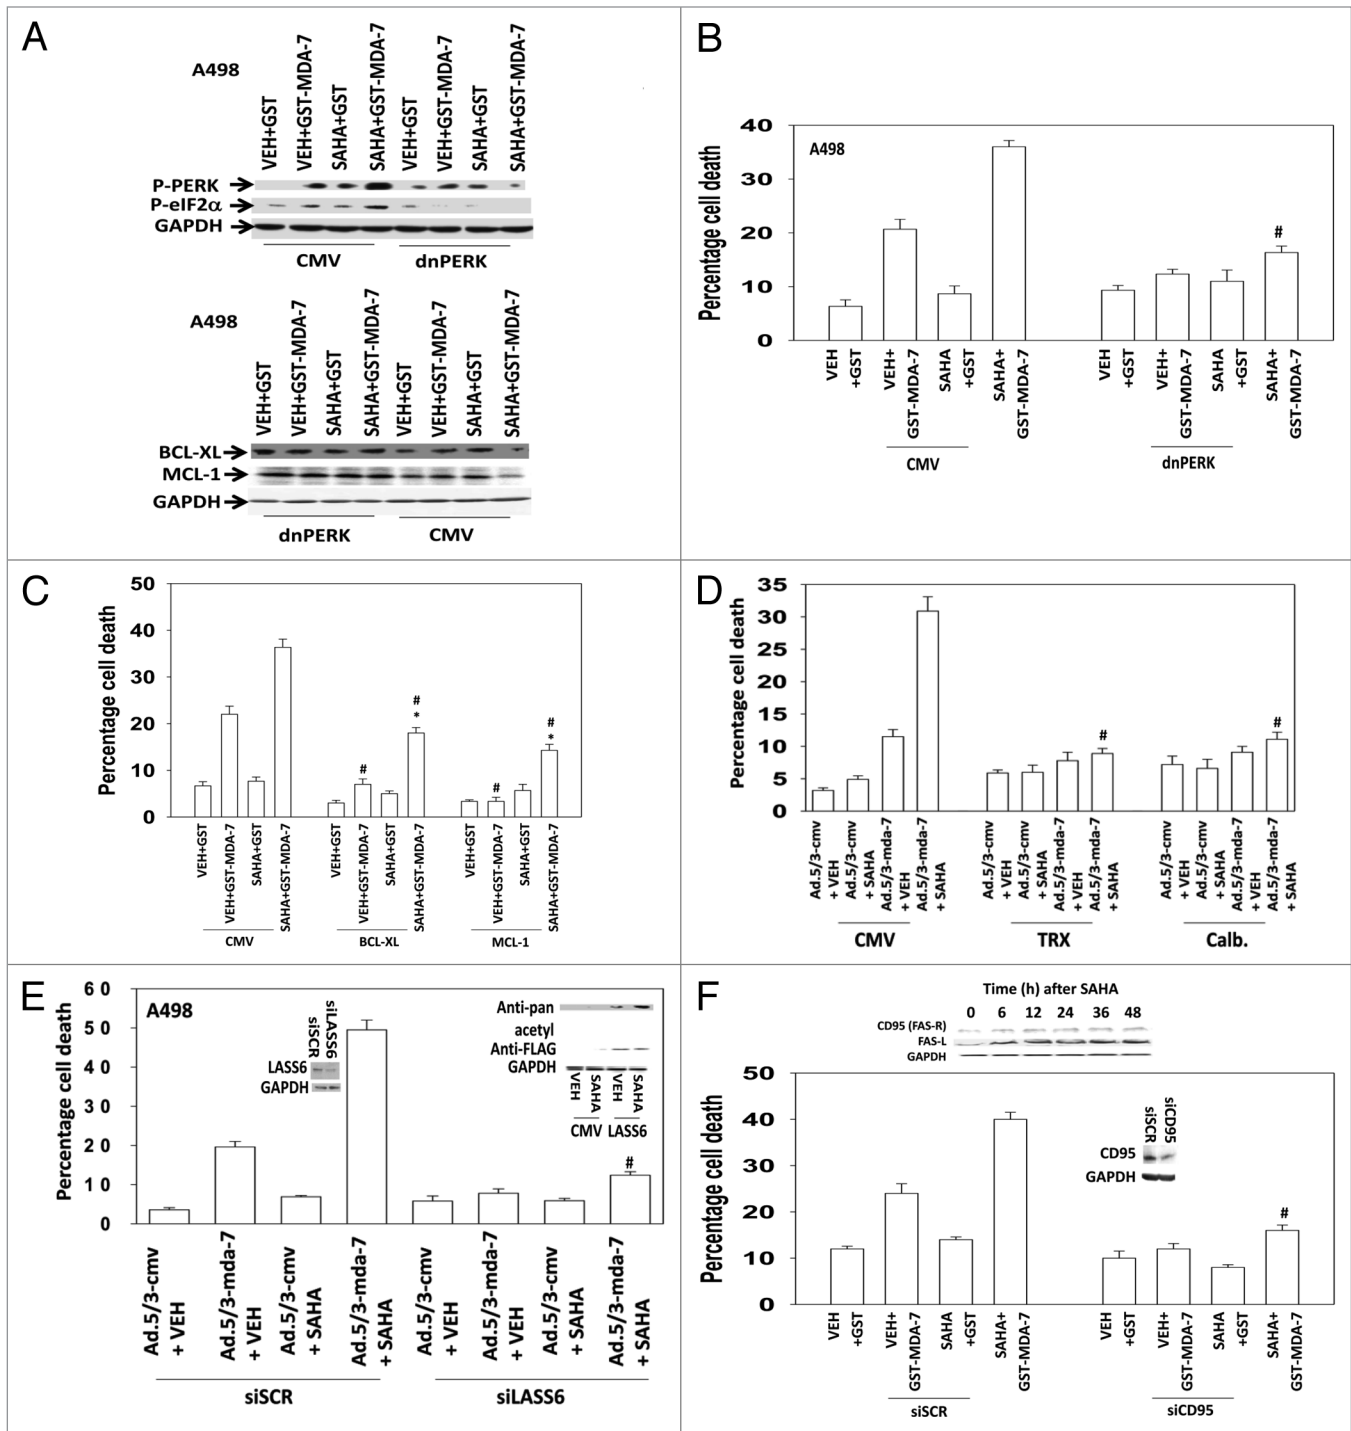 A
A498
VEH+GST
VEH+GST-MDA-7
SAHA+GST
SAHA+GST-MDA-7
VEH+GST
VEH+GST-MDA-7
SAHA+GST
SAHA+GST-MDA-7
P-PERK
P-eIF2α
GAPDH
CMV
dnPERK
A498
VEH+GST
VEH+GST-MDA-7
SAHA+GST
SAHA+GST-MDA-7
VEH+GST
VEH+GST-MDA-7
SAHA+GST
SAHA+GST-MDA-7
BCL-XL
MCL-1
GAPDH
dnPERK
CMV
B
Percentage cell death
40
30
20
10
0
A498
#
VEH
+GST
VEH+
GST-MDA-7
SAHA
+GST
SAHA+
GST-MDA-7
VEH
+GST
VEH+
GST-MDA-7
SAHA
+GST
SAHA+
GST-MDA-7
CMV
dnPERK
C
Percentage cell death
50
40
30
20
10
0
#
#
*
#
#
*
VEH+GST
VEH+GST-MDA-7
SAHA+GST
SAHA+GST-MDA-7
VEH+GST
VEH+GST-MDA-7
SAHA+GST
SAHA+GST-MDA-7
VEH+GST
VEH+GST-MDA-7
SAHA+GST
SAHA+GST-MDA-7
CMV
BCL-XL
MCL-1
D
Percentage cell death
35
30
25
20
15
10
5
0
#
#
Ad.5/3-cmv
+ VEH
Ad.5/3-cmv
+ SAHA
Ad.5/3-mda-7
+ VEH
Ad.5/3-mda-7
+ SAHA
Ad.5/3-cmv
+ VEH
Ad.5/3-cmv
+ SAHA
Ad.5/3-mda-7
+ VEH
Ad.5/3-mda-7
+ SAHA
Ad.5/3-cmv
+ VEH
Ad.5/3-cmv
+ SAHA
Ad.5/3-mda-7
+ VEH
Ad.5/3-mda-7
+ SAHA
CMV
TRX
Calb.
E
Percentage cell death
60
50
40
30
20
10
0
A498
siSCR
siLASS6
LASS6
GAPDH
Anti-pan
acetyl
Anti-FLAG
GAPDH
VEH
SAHA
VEH
SAHA
CMV
LASS6
#
Ad.5/3-cmv
+ VEH
Ad.5/3-mda-7
+ VEH
Ad.5/3-cmv
+ SAHA
Ad.5/3-mda-7
+ SAHA
Ad.5/3-cmv
+ VEH
Ad.5/3-mda-7
+ VEH
Ad.5/3-cmv
+ SAHA
Ad.5/3-mda-7
+ SAHA
siSCR
siLASS6
F
Time (h) after SAHA
0 6 12 24 36 48
CD95 (FAS-R)
FAS-L
GAPDH
Percentage cell death
50
40
30
20
10
0
siSCR
siCD95
CD95
GAPDH
#
VEH
+GST
VEH+
GST-MDA-7
SAHA
+GST
SAHA+
GST-MDA-7
VEH
+GST
VEH+
GST-MDA-7
SAHA
+GST
SAHA+
GST-MDA-7
siSCR
siCD95